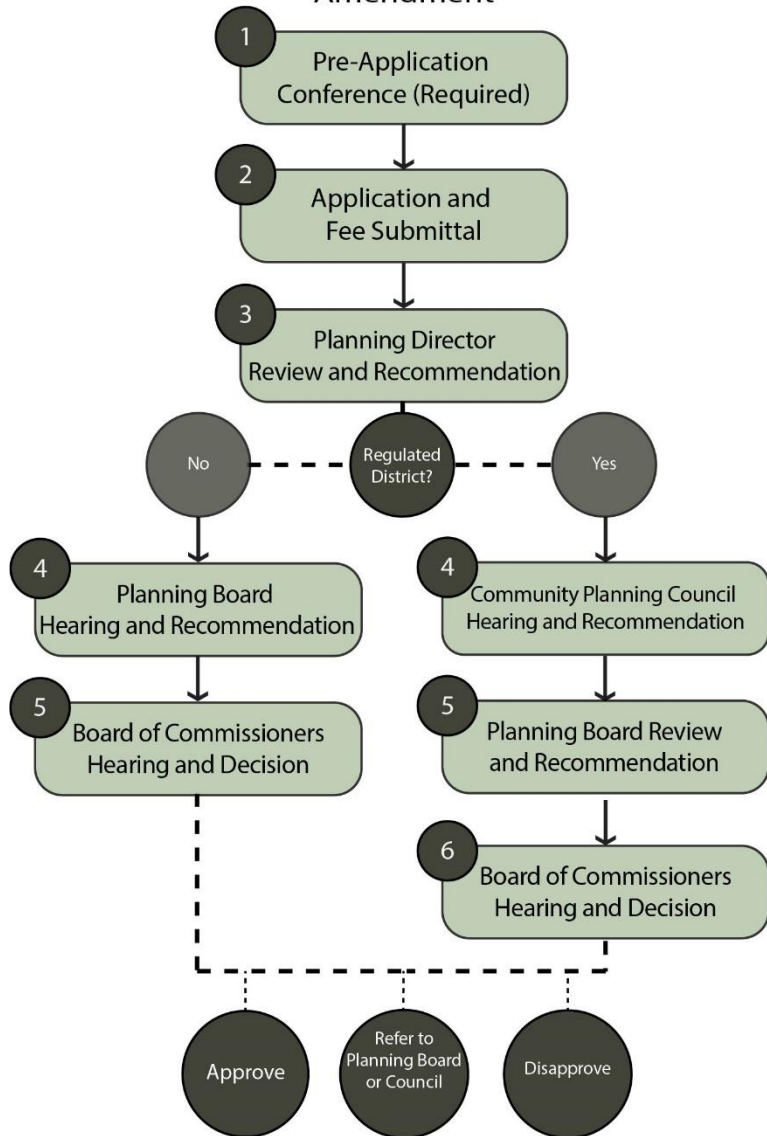 Amendment
1
Pre-Application
Conference (Required)
2
Application and
Fee Submittal
3
Planning Director
Review and Recommendation
No
Regulated
District?
Yes
4
Planning Board
Hearing and Recommendation
5
Board of Commissioners
Hearing and Decision
4
Community Planning Council
Hearing and Recommendation
5
Planning Board Review
and Recommendation
6
Board of Commissioners
Hearing and Decision
Approve
Refer to
Planning Board
or Council
Disapprove